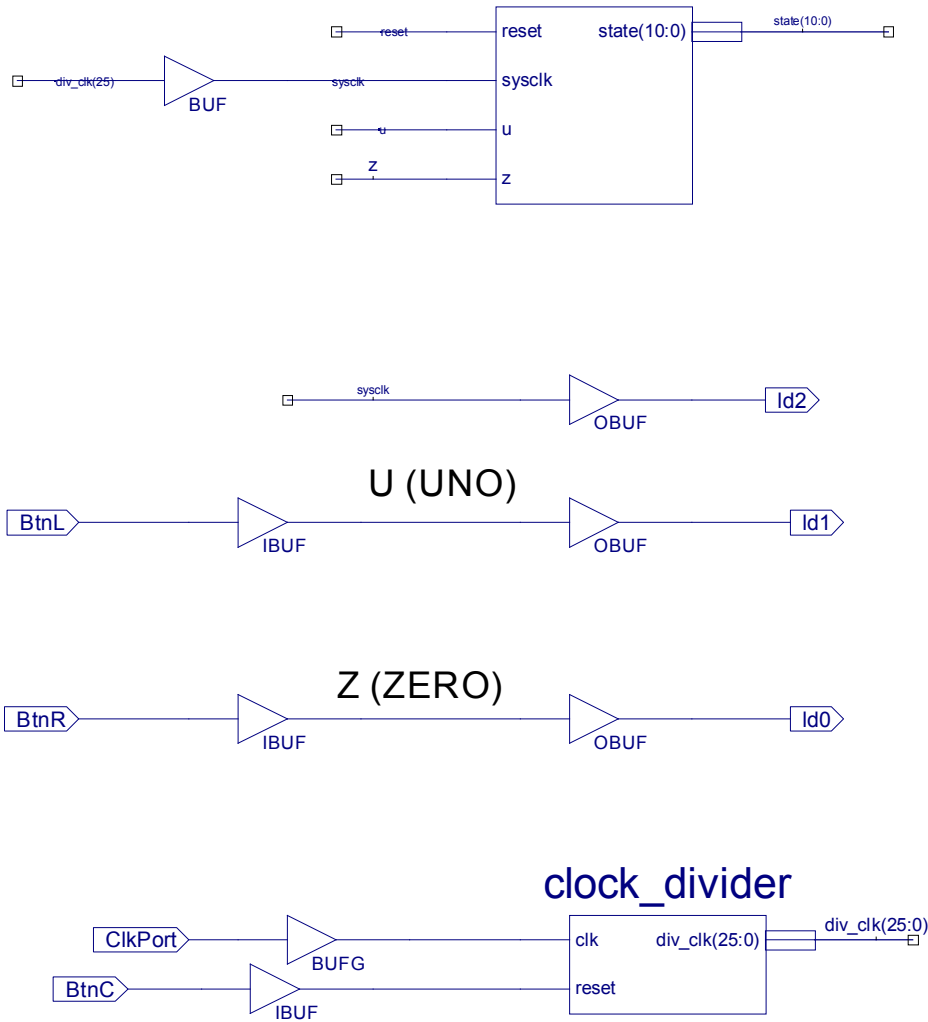 reset
reset
state(10:0)
state(10:0)
div_clk(25)
BUF
sysclk
sysclk
u
u
z
z
sysclk
OBUF
ld2
U (UNO)
BtnL
IBUF
OBUF
ld1
Z (ZERO)
BtnR
IBUF
OBUF
ld0
clock_divider
ClkPort
BUFG
clk
div_clk(25:0)
div_clk(25:0)
BtnC
IBUF
reset